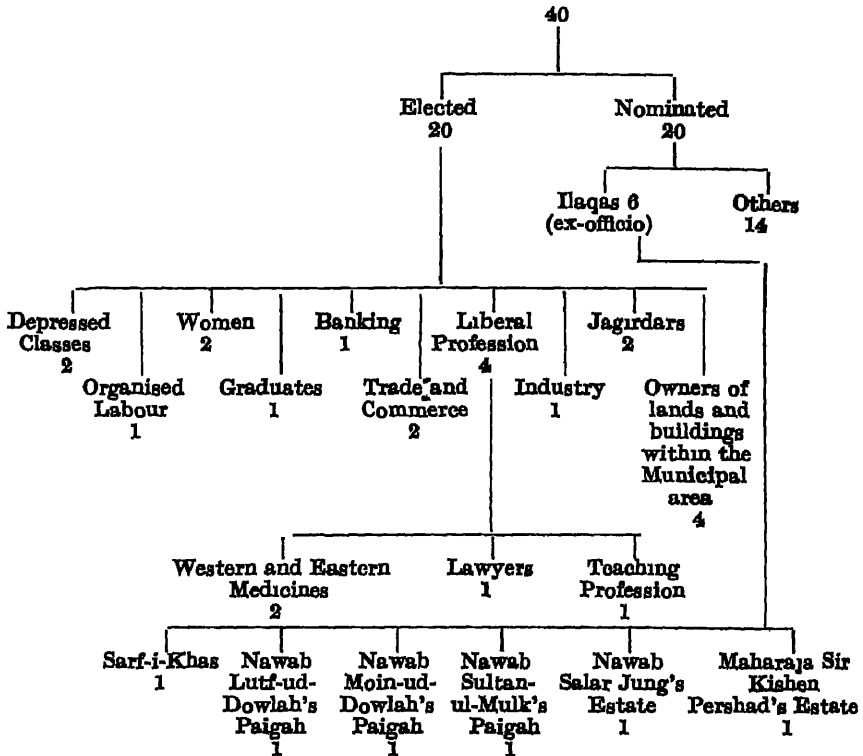 40
Elected
20
Nominated
20
Ilaqas 6
(ex-officio)
Others
14
Depressed
Classes
2
Organised
Labour
1
Women
2
Graduates
1
Banking
1
Trade and
Commerce
2
Liberal
Profession
4
Industry
1
Jagirdars
2
Owners of
lands and
buildings
within the
Municipal
area
4
Western and Eastern
Medicines
2
Lawyers
1
Teaching
Profession
1
Sarf-i-Khas
1
Nawab
Lutf-ud-
Dowlah's
Paigah
1
Nawab
Moin-ud-
Dowlah's
Paigah
1
Nawab
Sultan-
ul-Mulk's
Paigah
1
Nawab
Salar Jung's
Estate
1
Maharaja Sir
Kishen
Pershad's Estate
1